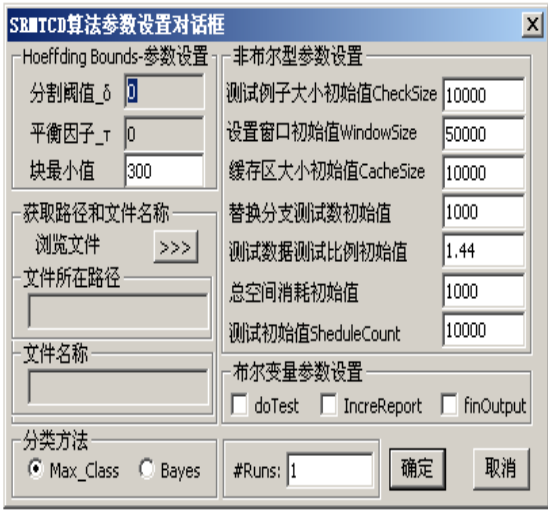 SRMTCD算法参数设置对话框
Hoeffding Bounds-参数设置
分割阈值_δ 0
平衡因子_τ 0
块最小值 300
获取路径和文件名称
浏览文件 >>>
文件所在路径
文件名称
分类方法
Max_Class Bayes
非布尔型参数设置
测试例子大小初始值CheckSize 10000
设置窗口初始值WindowSize 50000
缓存区大小初始值CacheSize 10000
替换分支测试数初始值 1000
测试数据测试比例初始值 1.44
总空间消耗初始值 1000
测试初始值SheduleCount 10000
布尔变量参数设置
doTest IncreReport finOutput
#Runs: 1 确定 取消